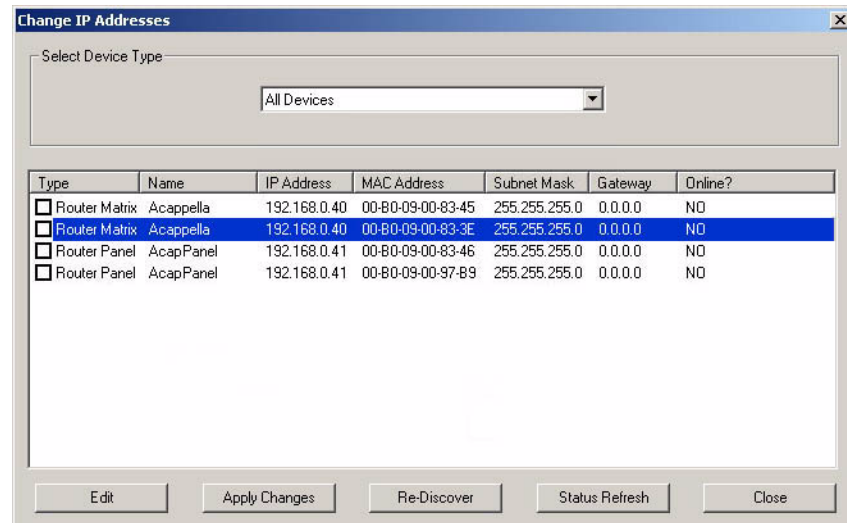 Change IP Addresses
Select Device Type
All Devices
Type Name IP Address MAC Address Subnet Mask Gateway Online?
Router Matrix Acappella 192.168.0.40 00-B0-09-00-83-45 255.255.255.0 0.0.0.0 NO
Router Matrix Acappella 192.168.0.40 00-B0-09-00-83-3E 255.255.255.0 0.0.0.0 NO
Router Panel AcapPanel 192.168.0.41 00-B0-09-00-83-46 255.255.255.0 0.0.0.0 NO
Router Panel AcapPanel 192.168.0.41 00-B0-09-00-97-B9 255.255.255.0 0.0.0.0 NO
Edit Apply Changes Re-Discover Status Refresh Close